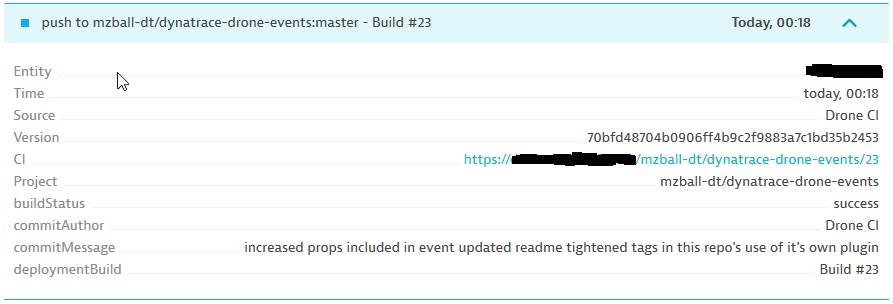 push to mzball-dt/dynatrace-drone-events:master - Build #23 Today, 00:18
Entity
Time today, 00:18
Source Drone CI
Version 70bfd48704b0906ff4b9c2f9883a7c1bd35b2453
CI https:// /mzball-dt/dynatrace-drone-events/23
Project mzball-dt/dynatrace-drone-events
buildStatus success
commitAuthor Drone CI
commitMessage increased props included in event updated readme tightened tags in this repo's use of it's own plugin
deploymentBuild Build #23